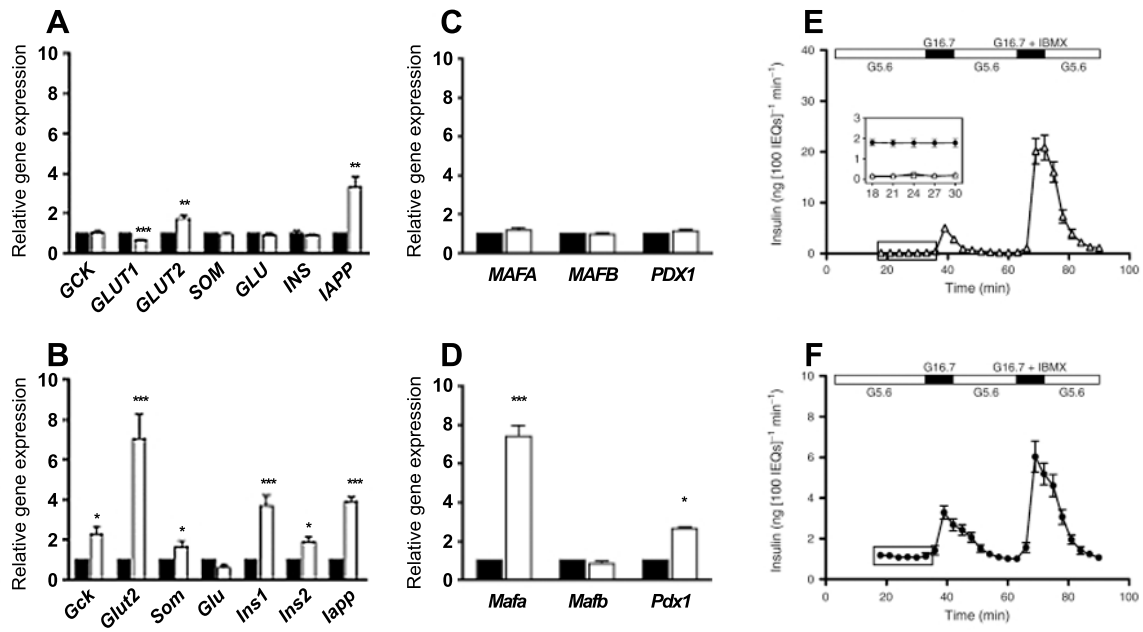 A
Relative gene expression
10
8
6
4
2
0
***
**
**
GCK
GLUT1
GLUT2
SOM
GLU
INS
IAPP
B
Relative gene expression
10
8
6
4
2
0
*
***
*
***
*
***
Gck
Glut2
Som
Glu
Ins1
Ins2
Iapp
C
Relative gene expression
10
8
6
4
2
0
MAFA
MAFB
PDX1
D
Relative gene expression
10
8
6
4
2
0
***
*
Mafa
Mafb
Pdx1
E
G16.7 G16.7 + IBMX
G5.6 G5.6 G5.6
Insulin (ng [100 IEQs]⁻¹ min⁻¹)
40
30
20
10
0
3
2
1
0
18 21 24 27 30
0 20 40 60 80 100
Time (min)
F
G16.7 G16.7 + IBMX
G5.6 G5.6 G5.6
Insulin (ng [100 IEQs]⁻¹ min⁻¹)
10
8
6
4
2
0
0 20 40 60 80 100
Time (min)